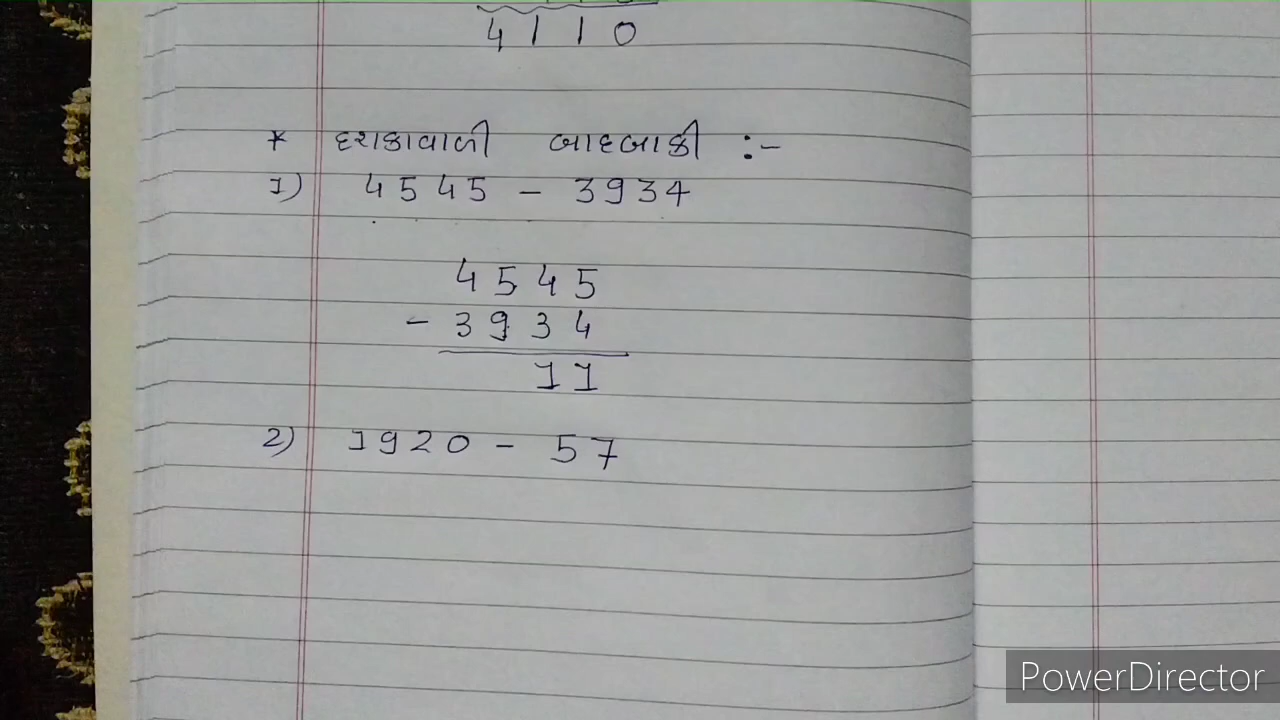 4110
* દશકાવાળી બાદબાકી :-
1) 4545 - 3934
4545
- 3934
11
2) 1920 - 57
PowerDirector